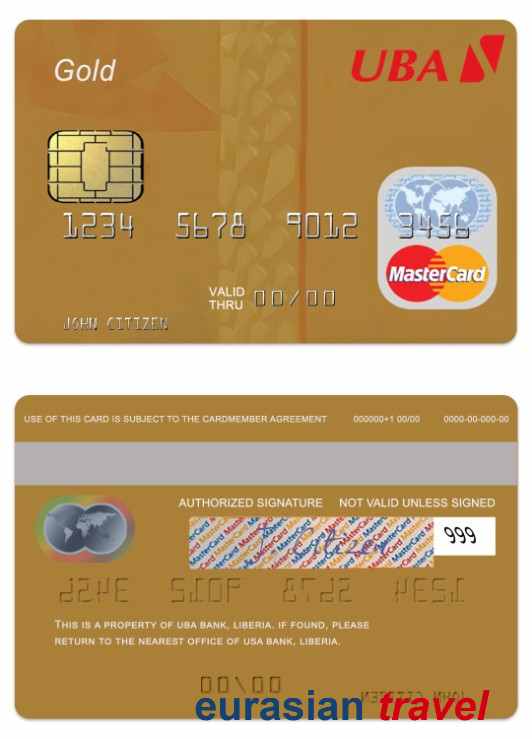 Gold
UBA
1234 5678 9012 3456
MasterCard
VALID
THRU 00/00
JOHN CITIZEN
USE OF THIS CARD IS SUBJECT TO THE CARDMEMBER AGREEMENT 000000+1 00/00 0000-00-000-00
AUTHORIZED SIGNATURE NOT VALID UNLESS SIGNED
999
THIS IS A PROPERTY OF UBA BANK, LIBERIA. IF FOUND, PLEASE
RETURN TO THE NEAREST OFFICE OF USA BANK, LIBERIA.
00/00
eurasian travel